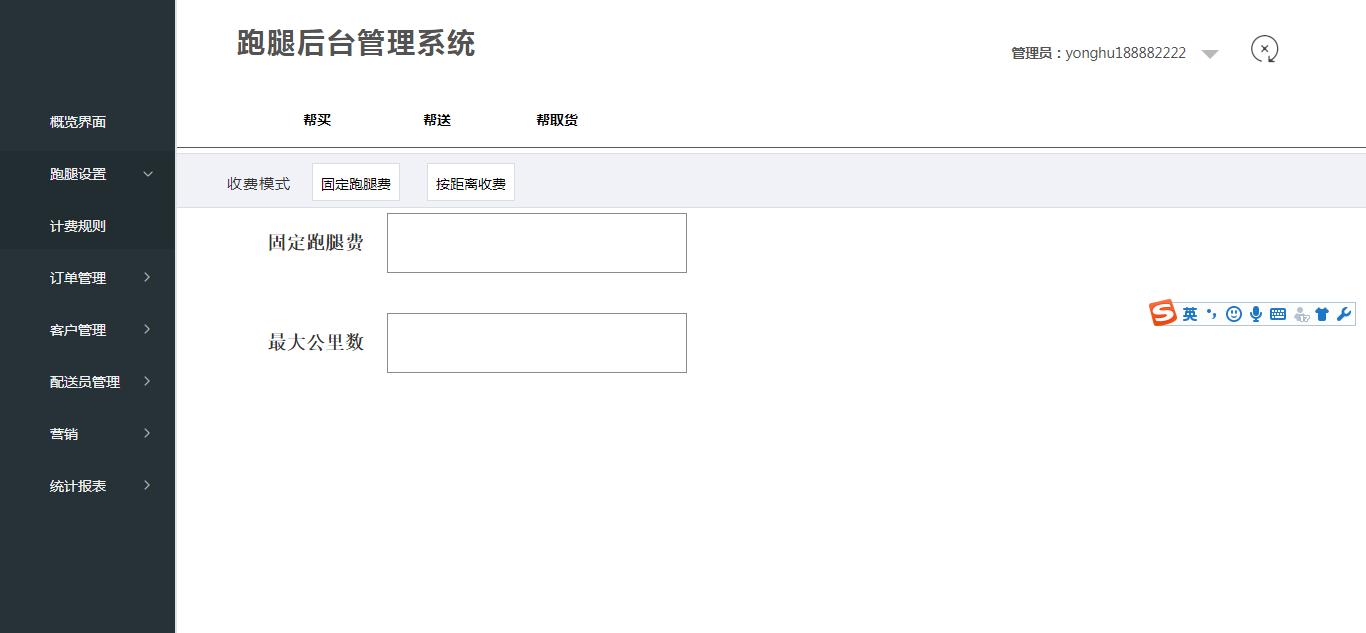 跑腿后台管理系统
管理员：yonghu188882222
帮买
帮送
帮取货
概览界面
跑腿设置
计费规则
订单管理
客户管理
配送员管理
营销
统计报表
收费模式
固定跑腿费
按距离收费
固定跑腿费
最大公里数
S英